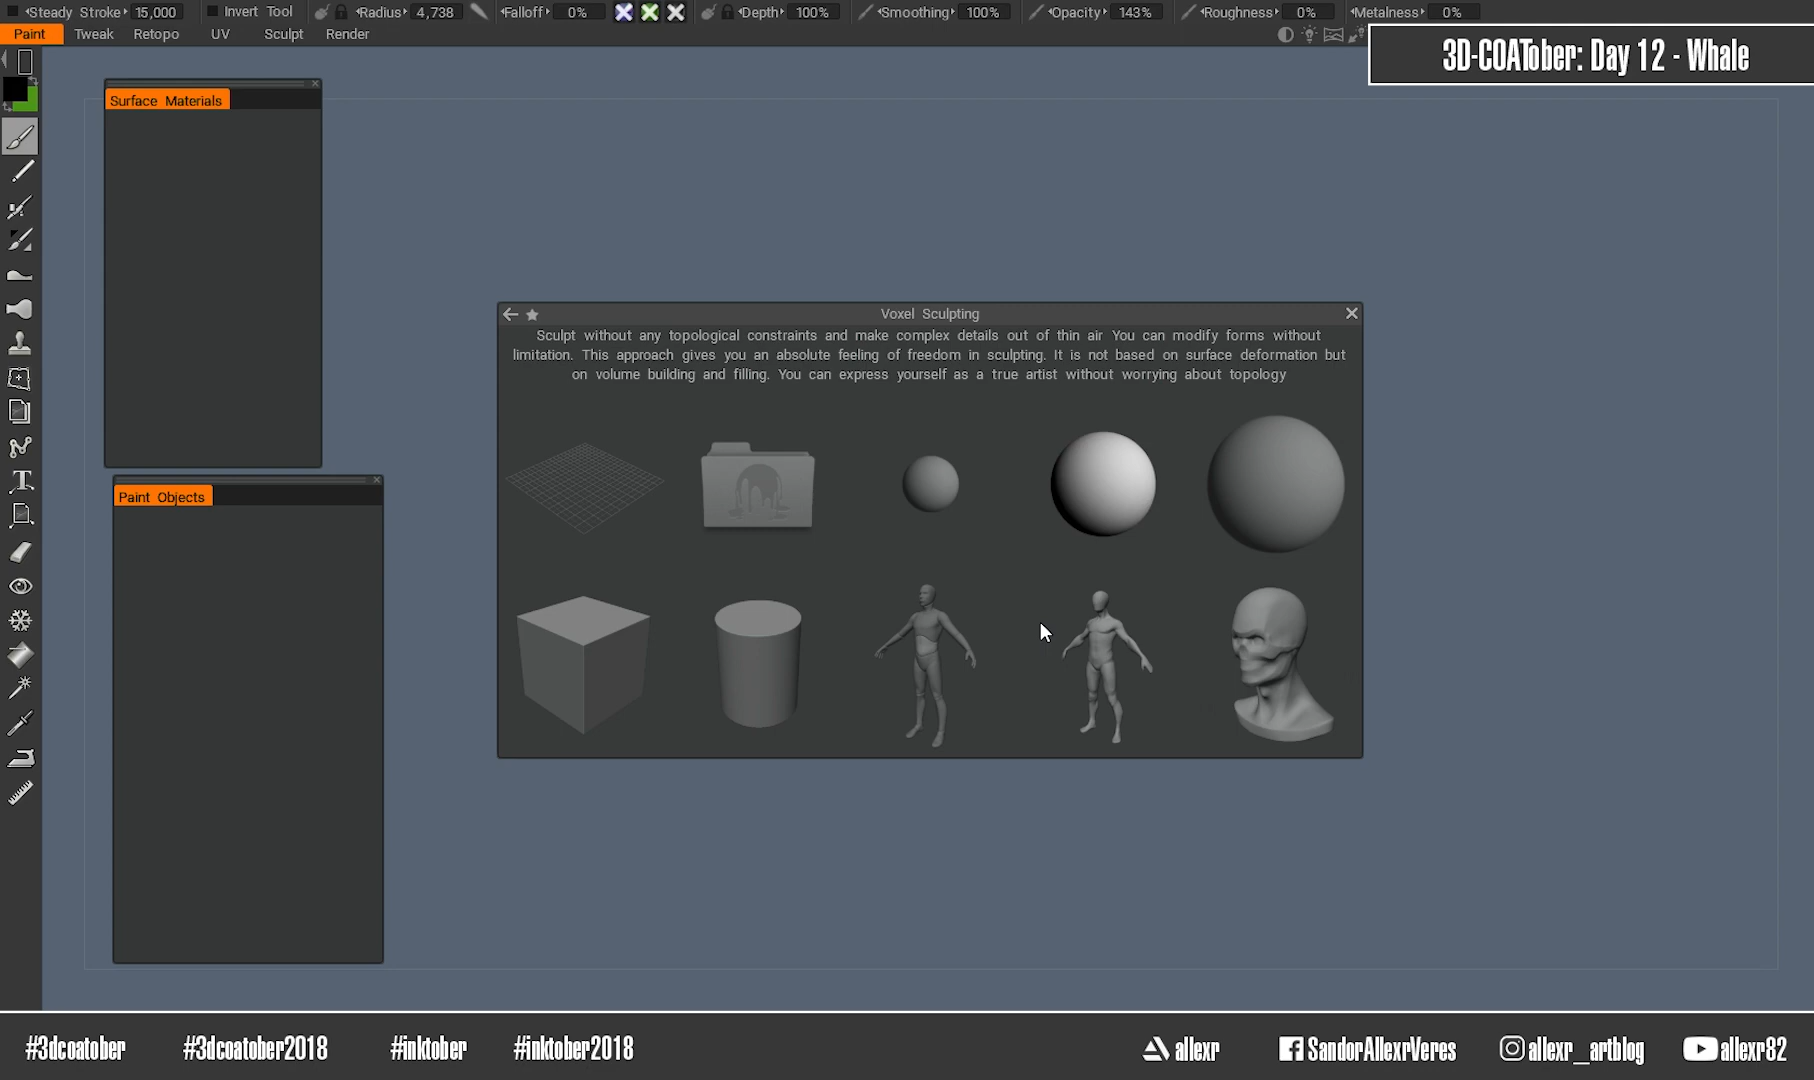 Steady Stroke 15,000 Invert Tool Radius 4,738 Falloff 0% Depth 100% Smoothing 100% Opacity 143% Roughness 0% Metalness 0%
Paint Tweak Retopo UV Sculpt Render
3D-COATober: Day 12 - Whale
Surface Materials
Voxel Sculpting
Sculpt without any topological constraints and make complex details out of thin air You can modify forms without
limitation. This approach gives you an absolute feeling of freedom in sculpting. It is not based on surface deformation but
on volume building and filling. You can express yourself as a true artist without worrying about topology
Paint Objects
#3dcoatober #3dcoatober2018 #inktober #inktober2018 allexr SandorAllexrVeres allexr_artblog allexr82